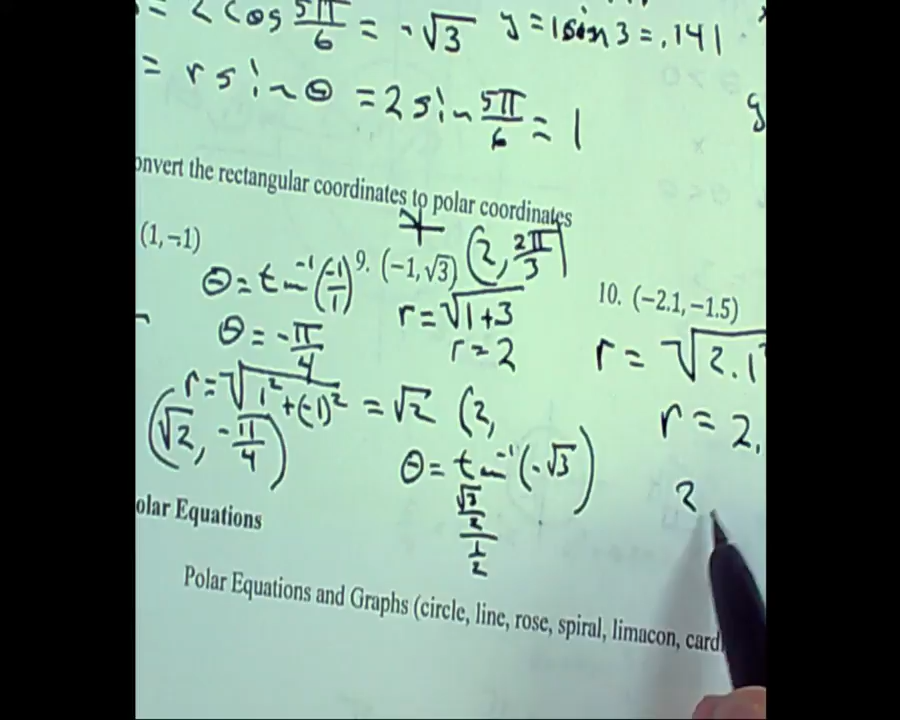 = 2 cos 5π/6 = -√3 y = 1 sin 3 = .141
= r sin θ = 2 sin 5π/6 = 1
onvert the rectangular coordinates to polar coordinates
(1, -1)
θ = tan⁻¹(-1/1)
θ = -π/4
r = √1² + (-1)² = √2
(√2, -π/4)
9. (-1, √3) (2, 2π/3)
r = √1+3
r = 2
(2,
θ = tan⁻¹(-√3)
√3/2
1/2
10. (-2.1, -1.5)
r = √2.1²
r = 2.
2
olar Equations
Polar Equations and Graphs (circle, line, rose, spiral, limacon, card